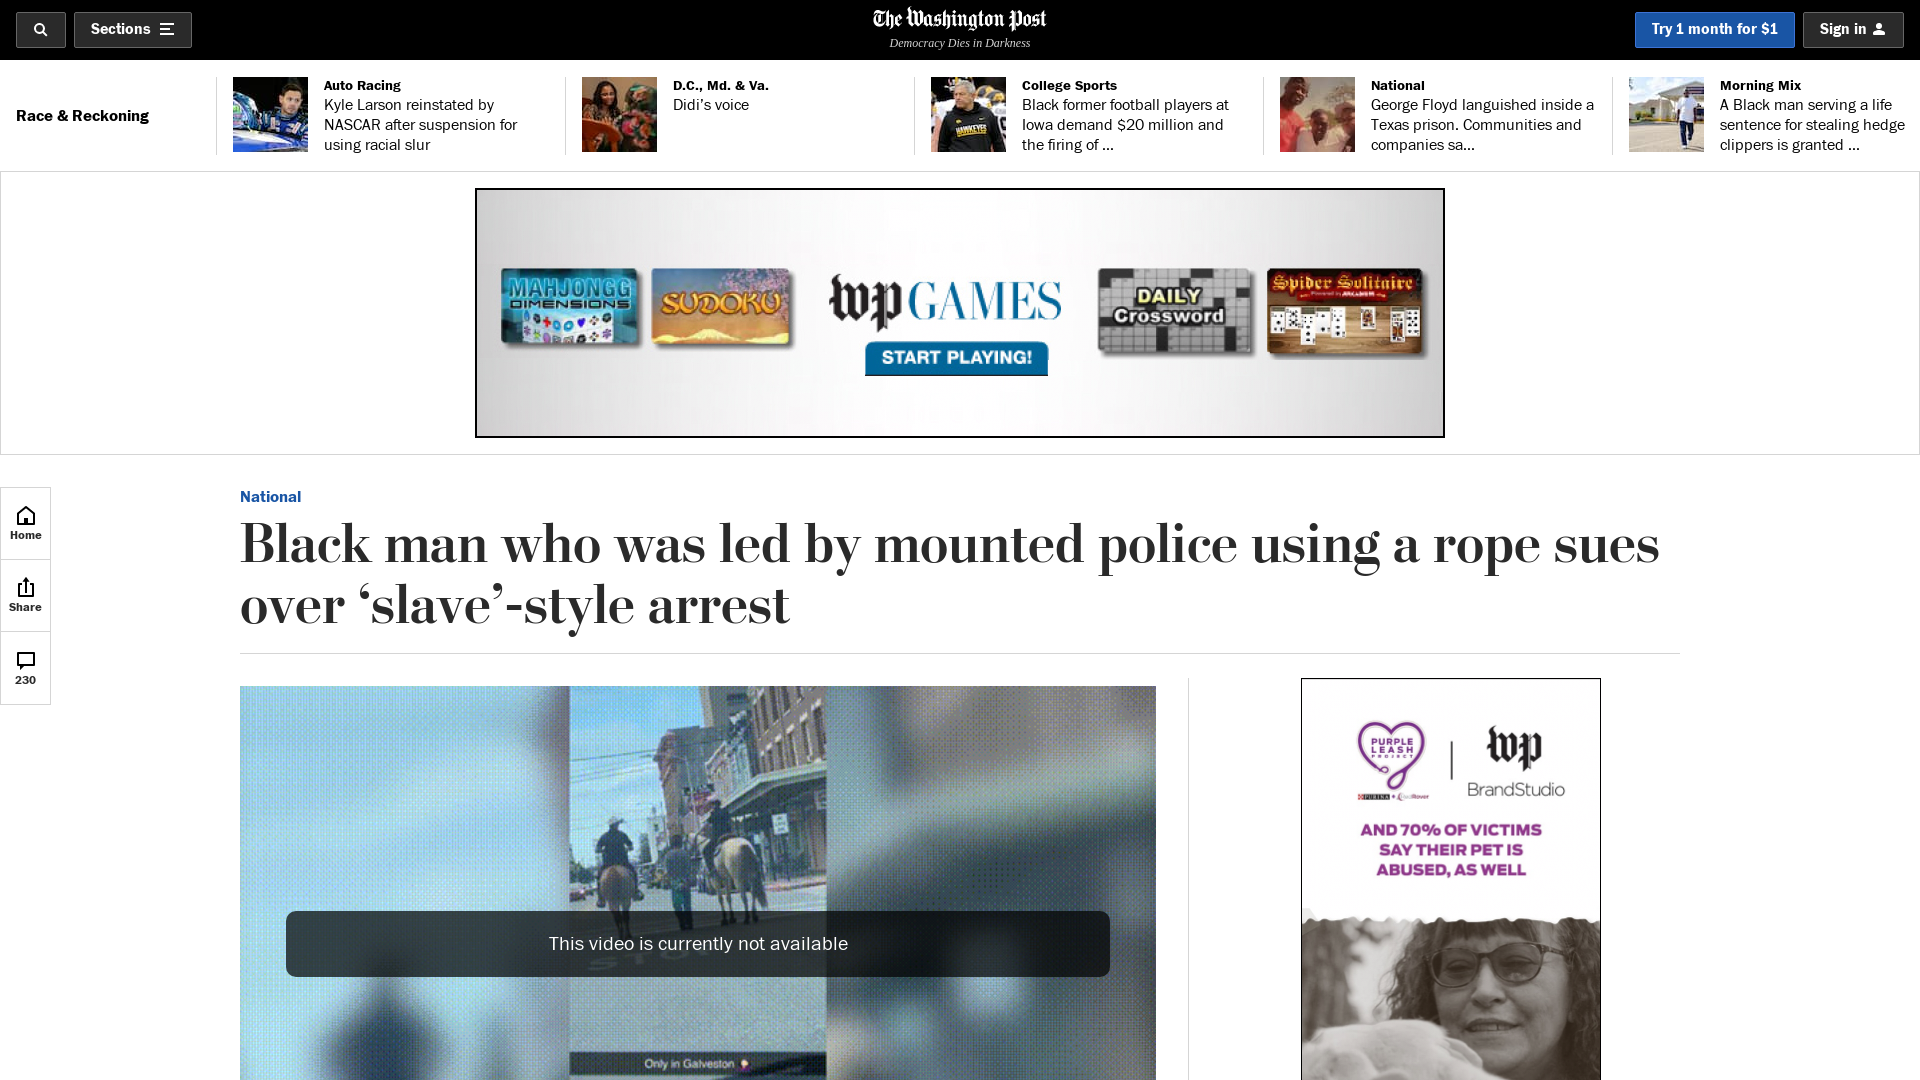 Sections
The Washington Post
Democracy Dies in Darkness
Try 1 month for $1
Sign in
Race & Reckoning
Auto Racing
Kyle Larson reinstated by
NASCAR after suspension for
using racial slur
D.C., Md. & Va.
Didi’s voice
College Sports
Black former football players at
Iowa demand $20 million and
the firing of ...
National
George Floyd languished inside a
Texas prison. Communities and
companies sa...
Morning Mix
A Black man serving a life
sentence for stealing hedge
clippers is granted ...
HAWKEYES
MAHJONGG
DIMENSIONS
SUDOKU
wp GAMES
START PLAYING!
DAILY
Crossword
Spider Solitaire
Home
Share
230
National
Black man who was led by mounted police using a rope sues
over ‘slave’-style arrest
This video is currently not available
Only in Galveston
PURPLE
LEASH
PROJECT
PURINA
wp
BrandStudio
AND 70% OF VICTIMS
SAY THEIR PET IS
ABUSED, AS WELL